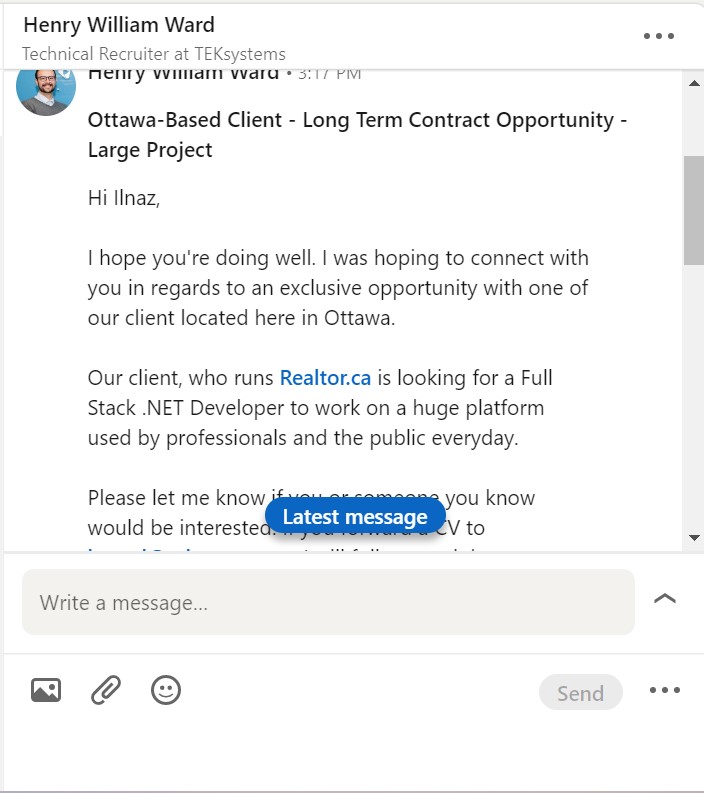 Henry William Ward
Technical Recruiter at TEKsystems
Henry William Ward • 3:17 PM
Ottawa-Based Client - Long Term Contract Opportunity -
Large Project
Hi Ilnaz,
I hope you're doing well. I was hoping to connect with
you in regards to an exclusive opportunity with one of
our client located here in Ottawa.
Our client, who runs Realtor.ca is looking for a Full
Stack .NET Developer to work on a huge platform
used by professionals and the public everyday.
Please let me know if you or someone you know
would be interested. If you forward a CV to
Latest message
Write a message...
Send